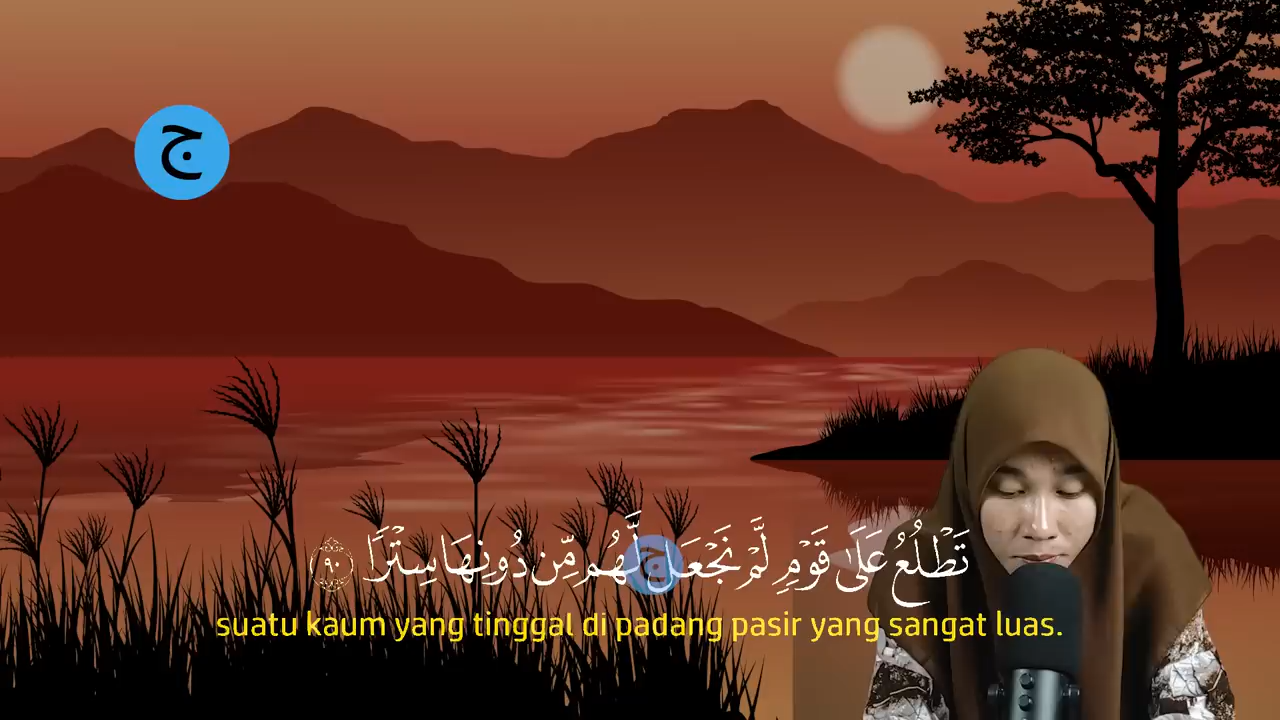 ج
تَطْلُعُ عَلَىٰ قَوْمٍ لَّمْ نَجْعَل لَّهُم مِّن دُونِهَا سِتْرًا ٩٠
suatu kaum yang tinggal di padang pasir yang sangat luas.